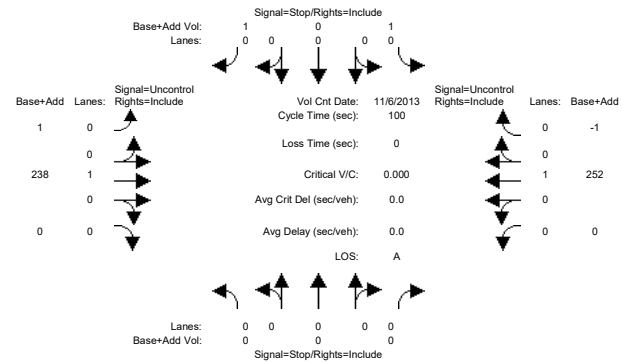 Signal=Stop/Rights=Include
Base+Add Vol: 1 0 1
Lanes: 0 0 0 0 0
Signal=Uncontrol
Rights=Include
Base+Add Lanes:
Vol Cnt Date: 11/6/2013
Signal=Uncontrol
Rights=Include
Lanes: Base+Add
Cycle Time (sec): 100
1 0
0 -1
Loss Time (sec): 0
0
0
238 1
Critical V/C: 0.000
1 252
0
Avg Crit Del (sec/veh): 0.0
0
0 0
Avg Delay (sec/veh): 0.0
0 0
LOS: A
Lanes: 0 0 0 0 0
Base+Add Vol: 0 0 0
Signal=Stop/Rights=Include